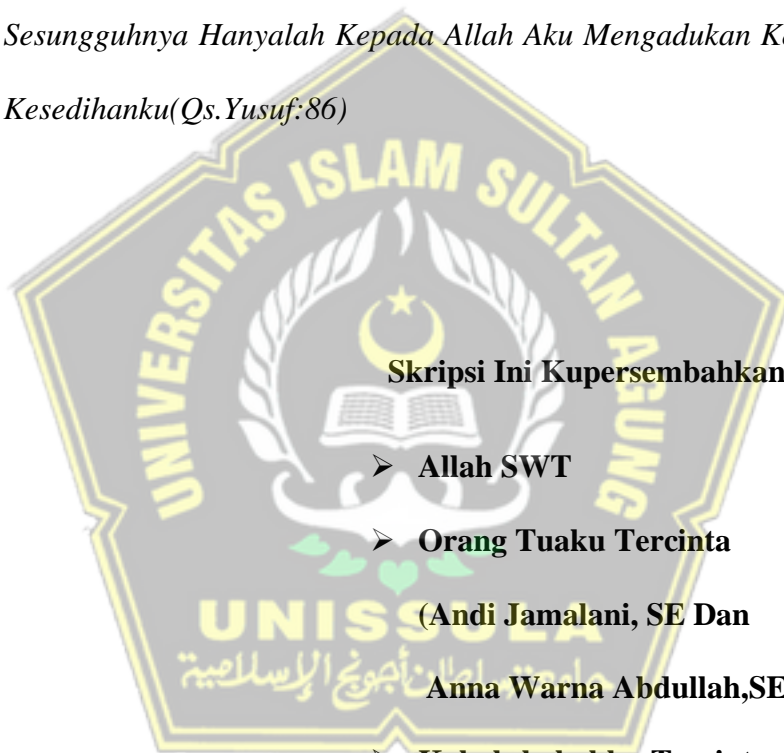 Sesungguhnya Hanyalah Kepada Allah Aku Mengadukan
Kesedihanku(Qs.Yusuf:86)
UNIVERSITAS ISLAM SULTAN AGUNG
Skripsi Ini Kupersembahkan
➢ Allah SWT
➢ Orang Tuaku Tercinta
(Andi Jamalani, SE Dan
UNISSULA
جامعة سلطان أجونج الإسلامية
Anna Warna Abdullah,SE